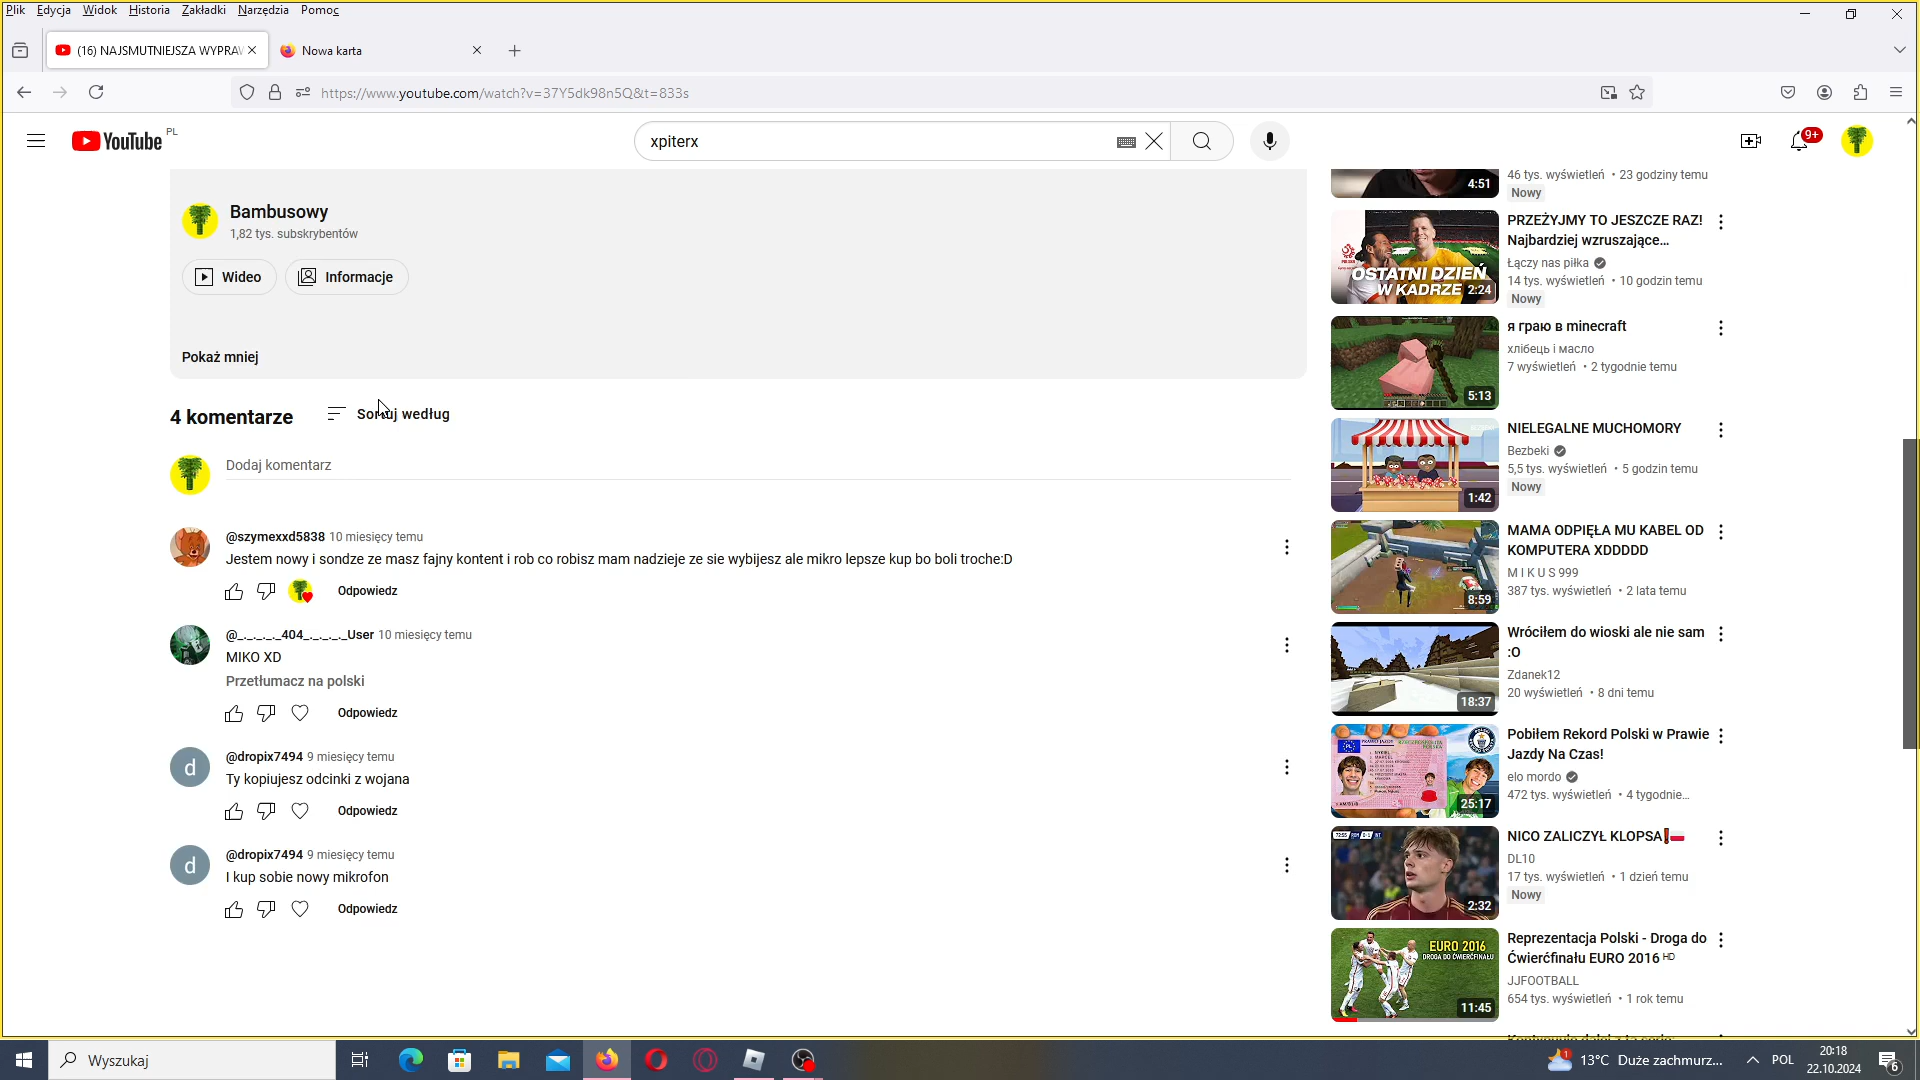 Plik Edycja Widok Historia Zakładki Narzędzia Pomoc
(16) NAJSMUTNIEJSZA WYPRAW
Nowa karta
https://www.youtube.com/watch?v=37Y5dk98n5Q&t=833s
YouTube PL
xpiterx
9+
Bambusowy
1,82 tys. subskrybentów
Wideo
Informacje
Pokaż mniej
4 komentarze
Sortuj według
Dodaj komentarz
@szymexxd5838 10 miesięcy temu
Jestem nowy i sondze ze masz fajny kontent i rob co robisz mam nadzieje ze sie wybijesz ale mikro lepsze kup bo boli troche:D
Odpowiedz
@_._._._._404_._._._._User 10 miesięcy temu
MIKO XD
Przetłumacz na polski
Odpowiedz
d
@dropix7494 9 miesięcy temu
Ty kopiujesz odcinki z wojana
Odpowiedz
d
@dropix7494 9 miesięcy temu
I kup sobie nowy mikrofon
Odpowiedz
4:51
46 tys. wyświetleń • 23 godziny temu
Nowy
OSTATNI DZIEŃ
W KADRZE
2:24
PRZEŻYJMY TO JESZCZE RAZ!
Najbardziej wzruszające...
Łączy nas piłka
14 tys. wyświetleń • 10 godzin temu
Nowy
5:13
я граю в minecraft
хлібець і масло
7 wyświetleń • 2 tygodnie temu
1:42
NIELEGALNE MUCHOMORY
Bezbeki
5,5 tys. wyświetleń • 5 godzin temu
Nowy
8:59
MAMA ODPIĘŁA MU KABEL OD
KOMPUTERA XDDDDD
M I K U S 999
387 tys. wyświetleń • 2 lata temu
18:37
Wróciłem do wioski ale nie sam
:O
Zdanek12
20 wyświetleń • 8 dni temu
25:17
Pobiłem Rekord Polski w Prawie
Jazdy Na Czas!
elo mordo
472 tys. wyświetleń • 4 tygodnie...
2:32
NICO ZALICZYŁ KLOPSA❗🇵🇱
DL10
17 tys. wyświetleń • 1 dzień temu
Nowy
EURO 2016
DROGA DO ĆWIERĆFINAŁU
11:45
Reprezentacja Polski - Droga do
Ćwierćfinału EURO 2016 ᴴᴰ
JJFOOTBALL
654 tys. wyświetleń • 1 rok temu
Wyszukaj
1
13°C Duże zachmurz...
POL
20:18
22.10.2024
6